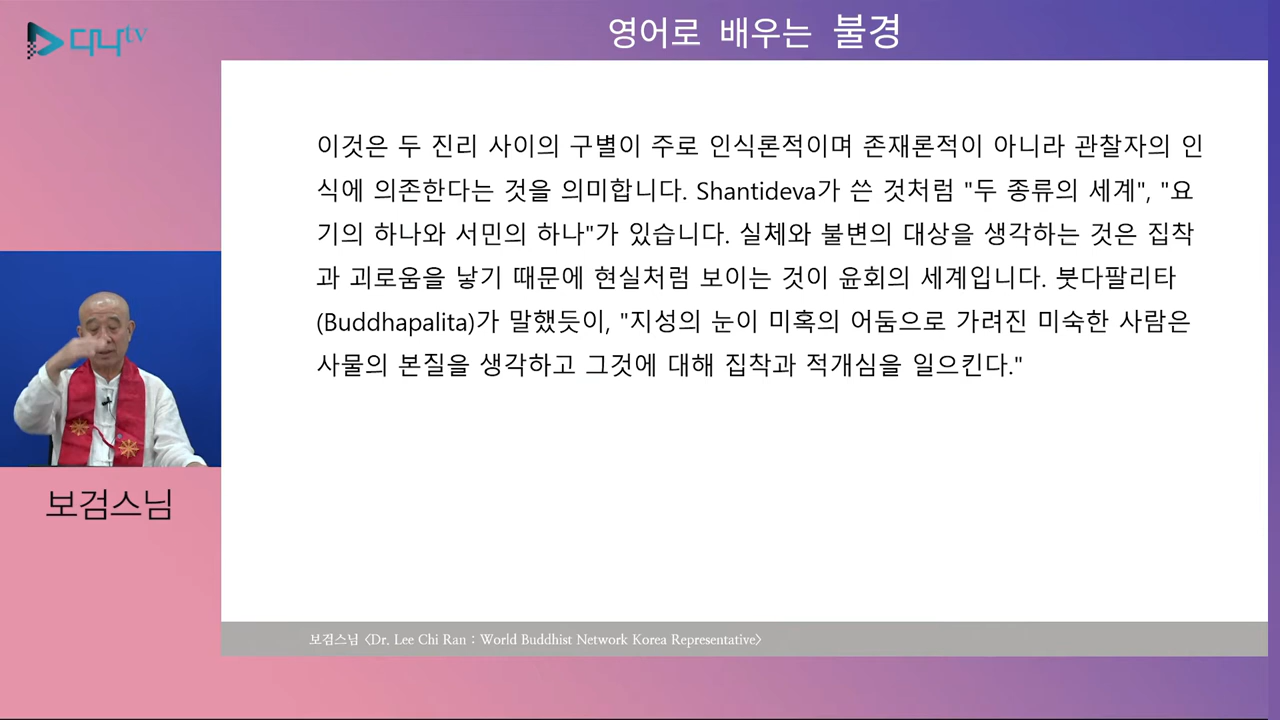 다나tv
영어로 배우는 불경
이것은 두 진리 사이의 구별이 주로 인식론적이며 존재론적이 아니라 관찰자의 인
식에 의존한다는 것을 의미합니다. Shantideva가 쓴 것처럼 "두 종류의 세계", "요
기의 하나와 서민의 하나"가 있습니다. 실체와 불변의 대상을 생각하는 것은 집착
과 괴로움을 낳기 때문에 현실처럼 보이는 것이 윤회의 세계입니다. 붓다팔리타
(Buddhapalita)가 말했듯이, "지성의 눈이 미혹의 어둠으로 가려진 미숙한 사람은
사물의 본질을 생각하고 그것에 대해 집착과 적개심을 일으킨다."
보검스님
보검스님 <Dr. Lee Chi Ran : World Buddhist Network Korea Representative>